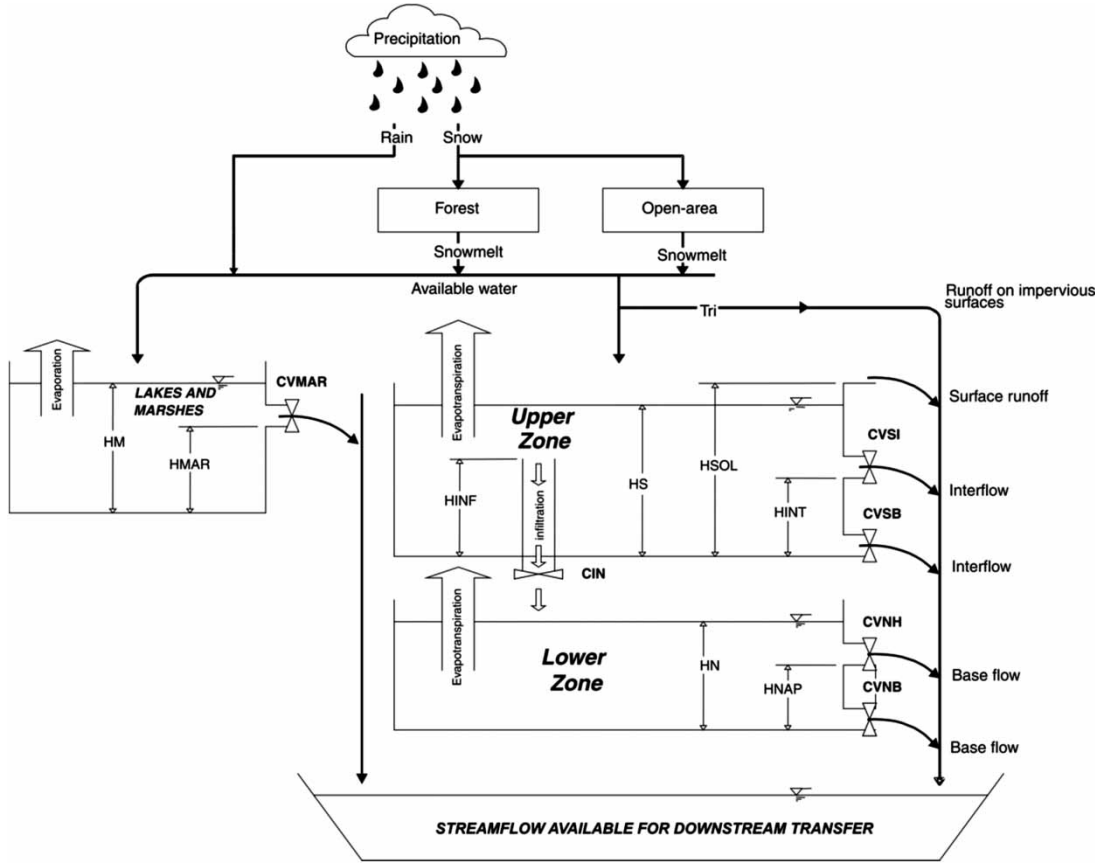 Precipitation
Rain
Snow
Forest
Open-area
Snowmelt
Snowmelt
Available water
Runoff on impervious
surfaces
Tri
Evaporation
LAKES AND
MARSHES
CVMAR
HM
HMAR
Evapotranspiration
Upper
Zone
HINF
infiltration
HS
HSOL
HINT
Surface runoff
CVSI
Interflow
CVSB
Interflow
CIN
Evapotranspiration
Lower
Zone
HN
HNAP
CVNH
Base flow
CVNB
Base flow
STREAMFLOW AVAILABLE FOR DOWNSTREAM TRANSFER